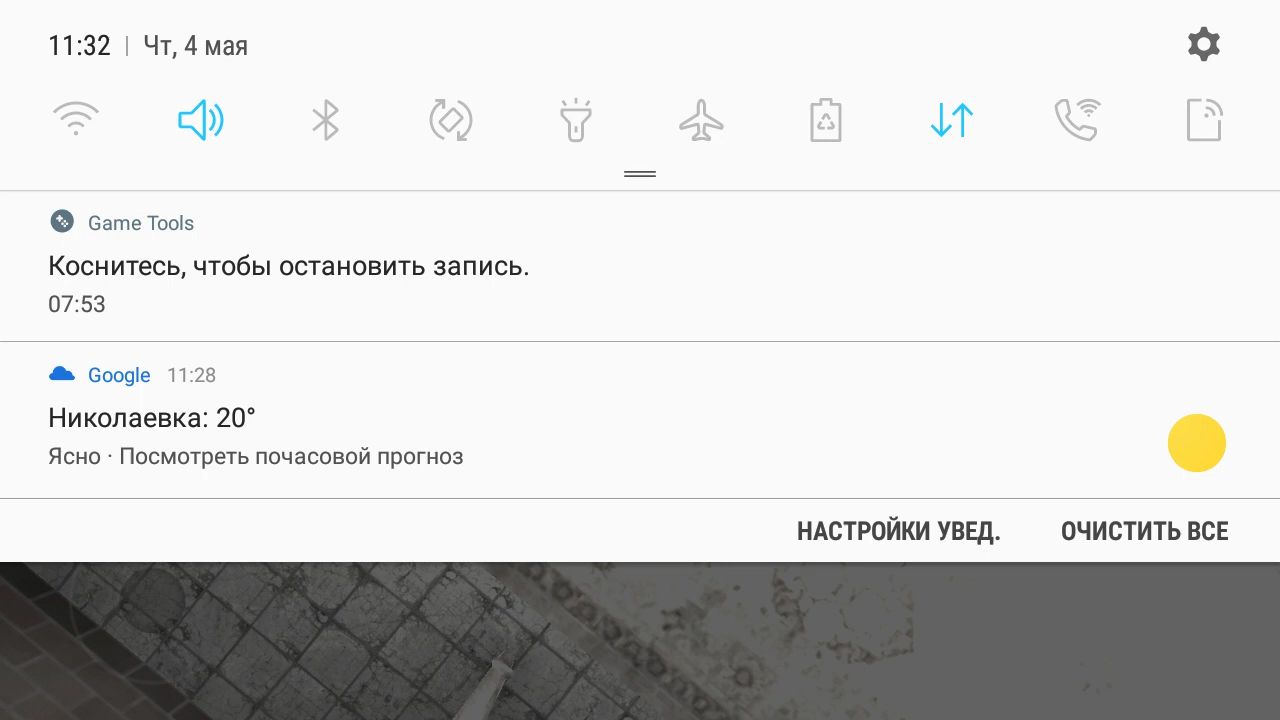 11:32 | Чт, 4 мая
Game Tools
Коснитесь, чтобы остановить запись.
07:53
Google 11:28
Николаевка: 20°
Ясно · Посмотреть почасовой прогноз
НАСТРОЙКИ УВЕД. ОЧИСТИТЬ ВСЕ